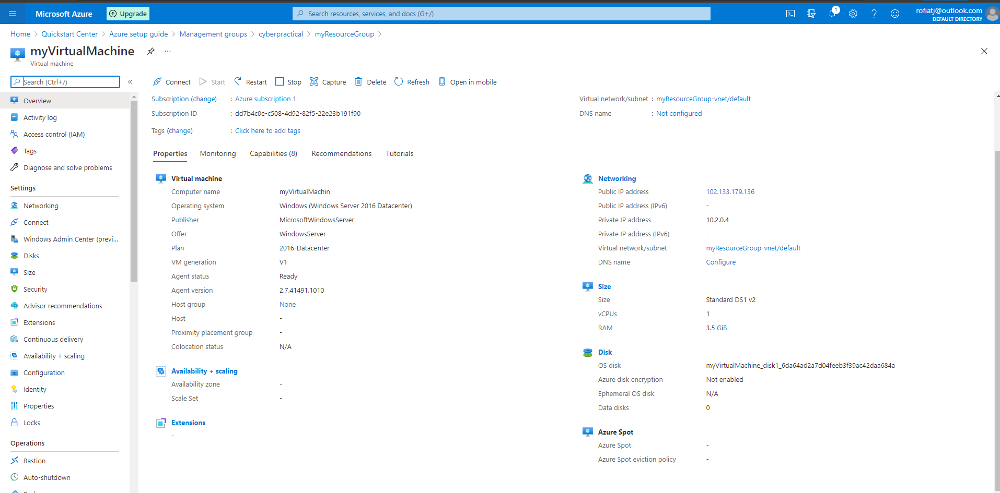 Microsoft Azure
Upgrade
Search resources, services, and docs (G+/)
1
rofiatj@outlook.com
DEFAULT DIRECTORY
Home > Quickstart Center > Azure setup guide > Management groups > cyberpractical > myResourceGroup >
myVirtualMachine
...
Virtual machine
Search (Ctrl+/)
«
Overview
Activity log
Access control (IAM)
Tags
Diagnose and solve problems
Settings
Networking
Connect
Windows Admin Center (previ...
Disks
Size
Security
Advisor recommendations
Extensions
Continuous delivery
Availability + scaling
Configuration
Identity
Properties
Locks
Operations
Bastion
Auto-shutdown
Connect Start Restart Stop Capture Delete Refresh Open in mobile
Subscription (change) : Azure subscription 1
Subscription ID : dd7b4c0e-c508-4d92-82f5-22e23b191f90
Tags (change) : Click here to add tags
Virtual network/subnet : myResourceGroup-vnet/default
DNS name : Not configured
Properties Monitoring Capabilities (8) Recommendations Tutorials
Virtual machine
Computer name myVirtualMachin
Operating system Windows (Windows Server 2016 Datacenter)
Publisher MicrosoftWindowsServer
Offer WindowsServer
Plan 2016-Datacenter
VM generation V1
Agent status Ready
Agent version 2.7.41491.1010
Host group None
Host -
Proximity placement group -
Colocation status N/A
Availability + scaling
Availability zone -
Scale Set -
Extensions
-
Networking
Public IP address 102.133.179.136
Public IP address (IPv6) -
Private IP address 10.2.0.4
Private IP address (IPv6) -
Virtual network/subnet myResourceGroup-vnet/default
DNS name Configure
Size
Size Standard DS1 v2
vCPUs 1
RAM 3.5 GiB
Disk
OS disk myVirtualMachine_disk1_6da64ad2a7d04feeb3f39ac42daa684a
Azure disk encryption Not enabled
Ephemeral OS disk N/A
Data disks 0
Azure Spot
Azure Spot -
Azure Spot eviction policy -